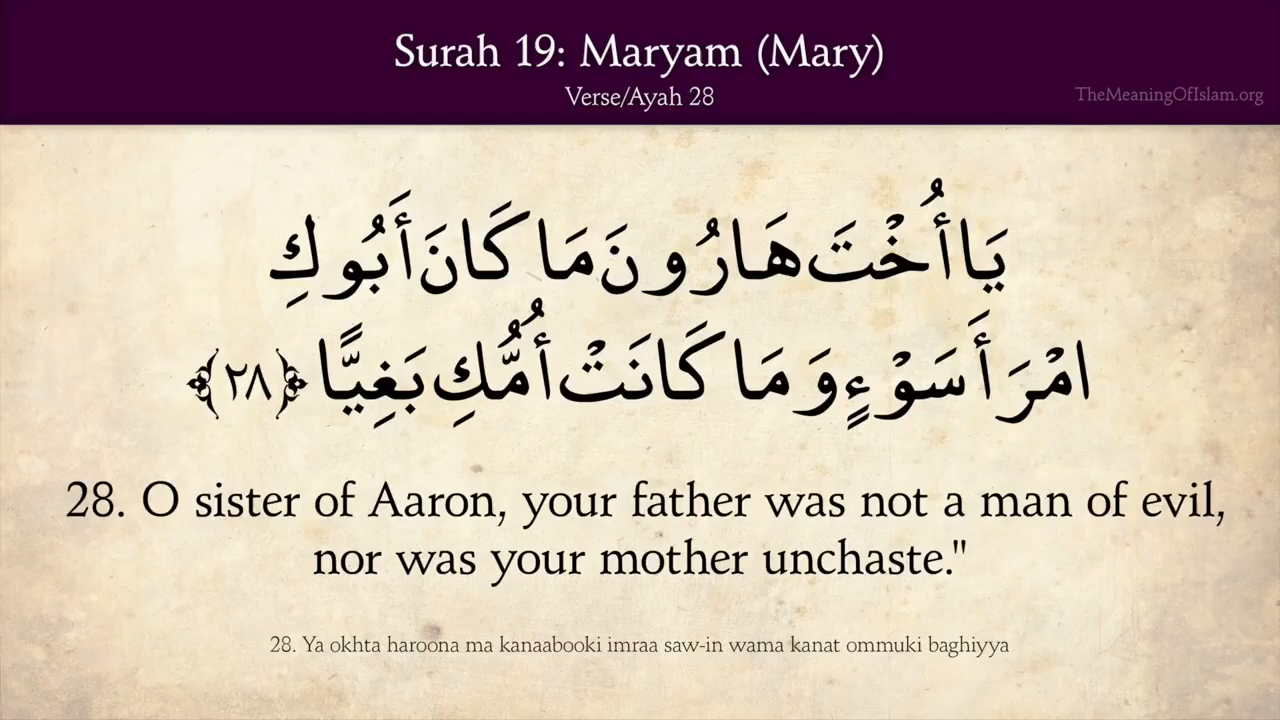 Surah 19: Maryam (Mary)
Verse/Ayah 28
TheMeaningOfIslam.org
يَا أُخْتَ هَارُونَ مَا كَانَ أَبُوكِ
امْرَأَ سَوْءٍ وَمَا كَانَتْ أُمُّكِ بَغِيًّا ﴿٢٨﴾
28. O sister of Aaron, your father was not a man of evil,
nor was your mother unchaste."
28. Ya okhta haroona ma kanaabooki imraa saw-in wama kanat ommuki baghiyya